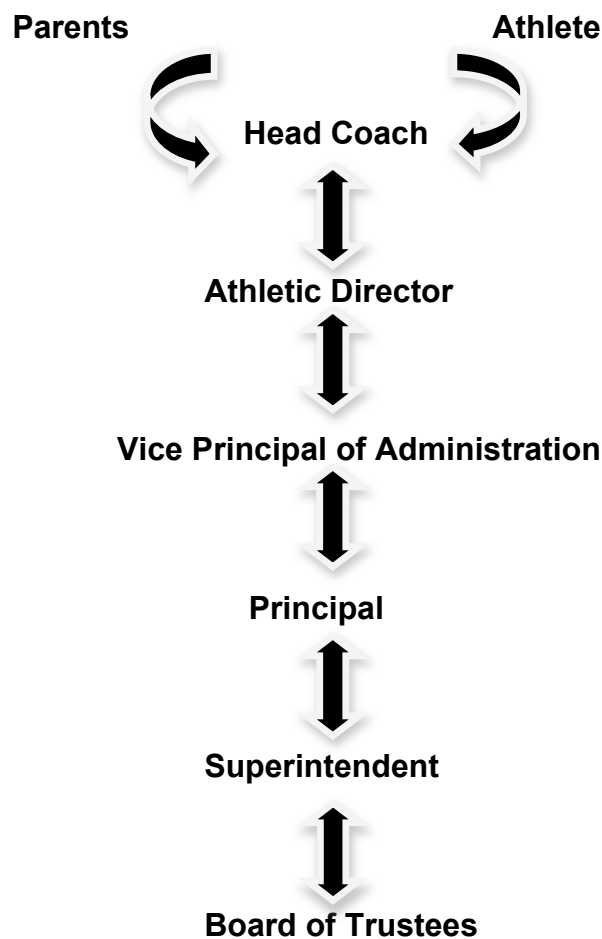 Parents Athlete
Head Coach
Athletic Director
Vice Principal of Administration
Principal
Superintendent
Board of Trustees